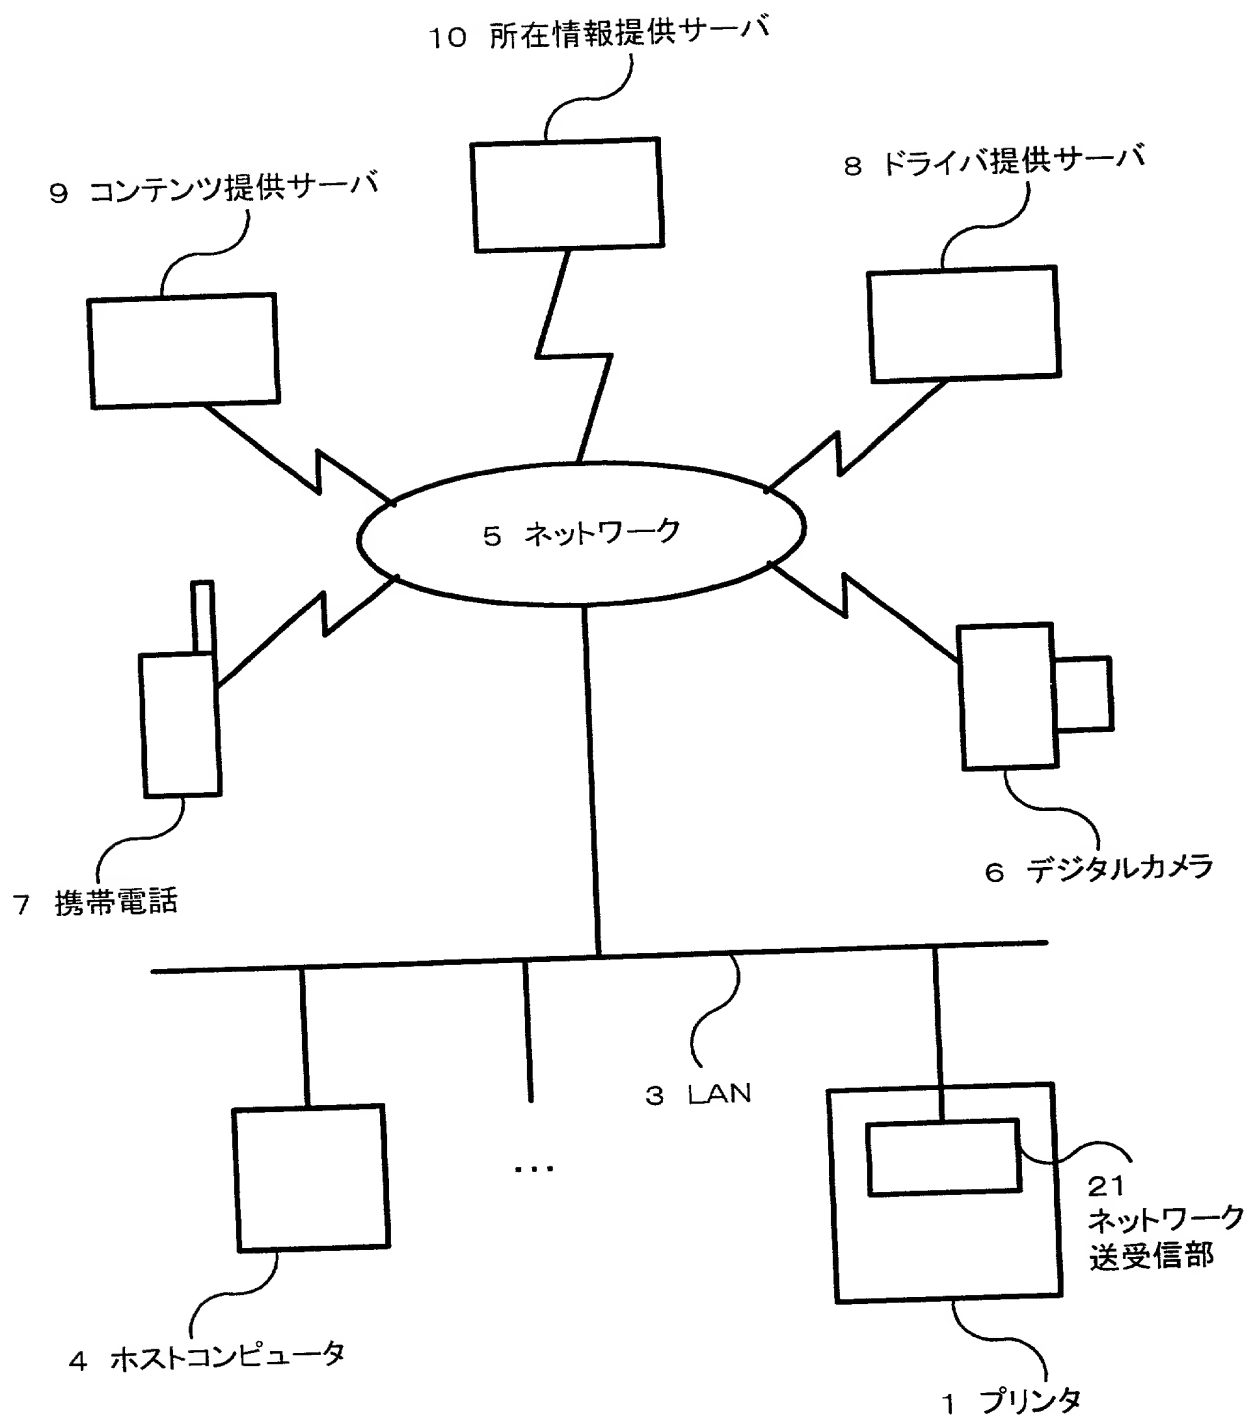 10 所在情報提供サーバ
9 コンテンツ提供サーバ
8 ドライバ提供サーバ
5 ネットワーク
7 携帯電話
6 デジタルカメラ
3 LAN
...
21
ネットワーク
送受信部
4 ホストコンピュータ
1 プリンタ